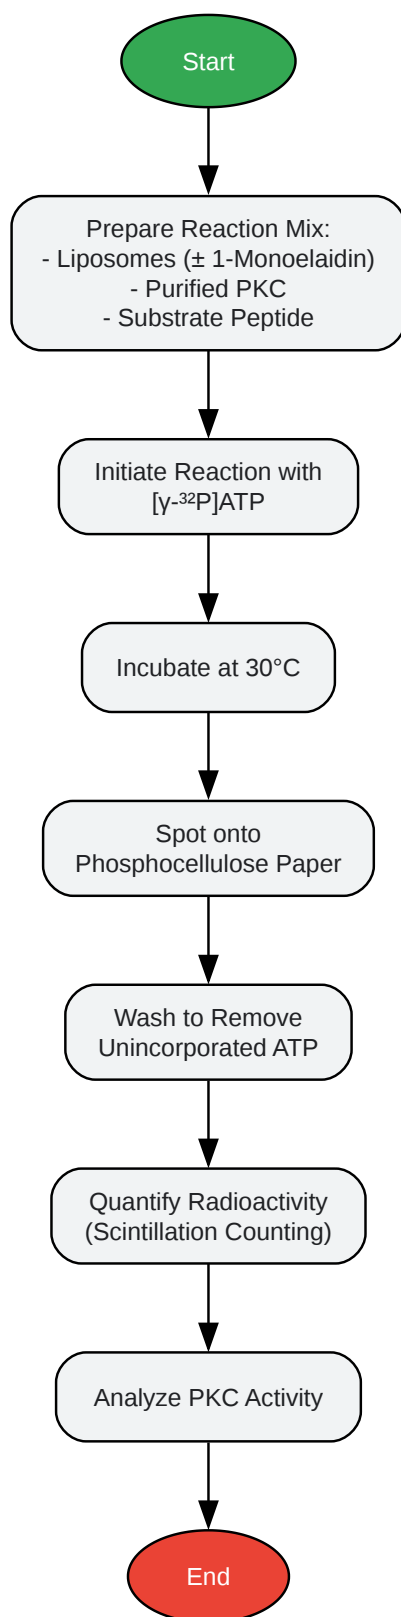 Start
Prepare Reaction Mix:
- Liposomes (± 1-Monoelaidin)
- Purified PKC
- Substrate Peptide
Initiate Reaction with
[γ-³²P]ATP
Incubate at 30°C
Spot onto
Phosphocellulose Paper
Wash to Remove
Unincorporated ATP
Quantify Radioactivity
(Scintillation Counting)
Analyze PKC Activity
End